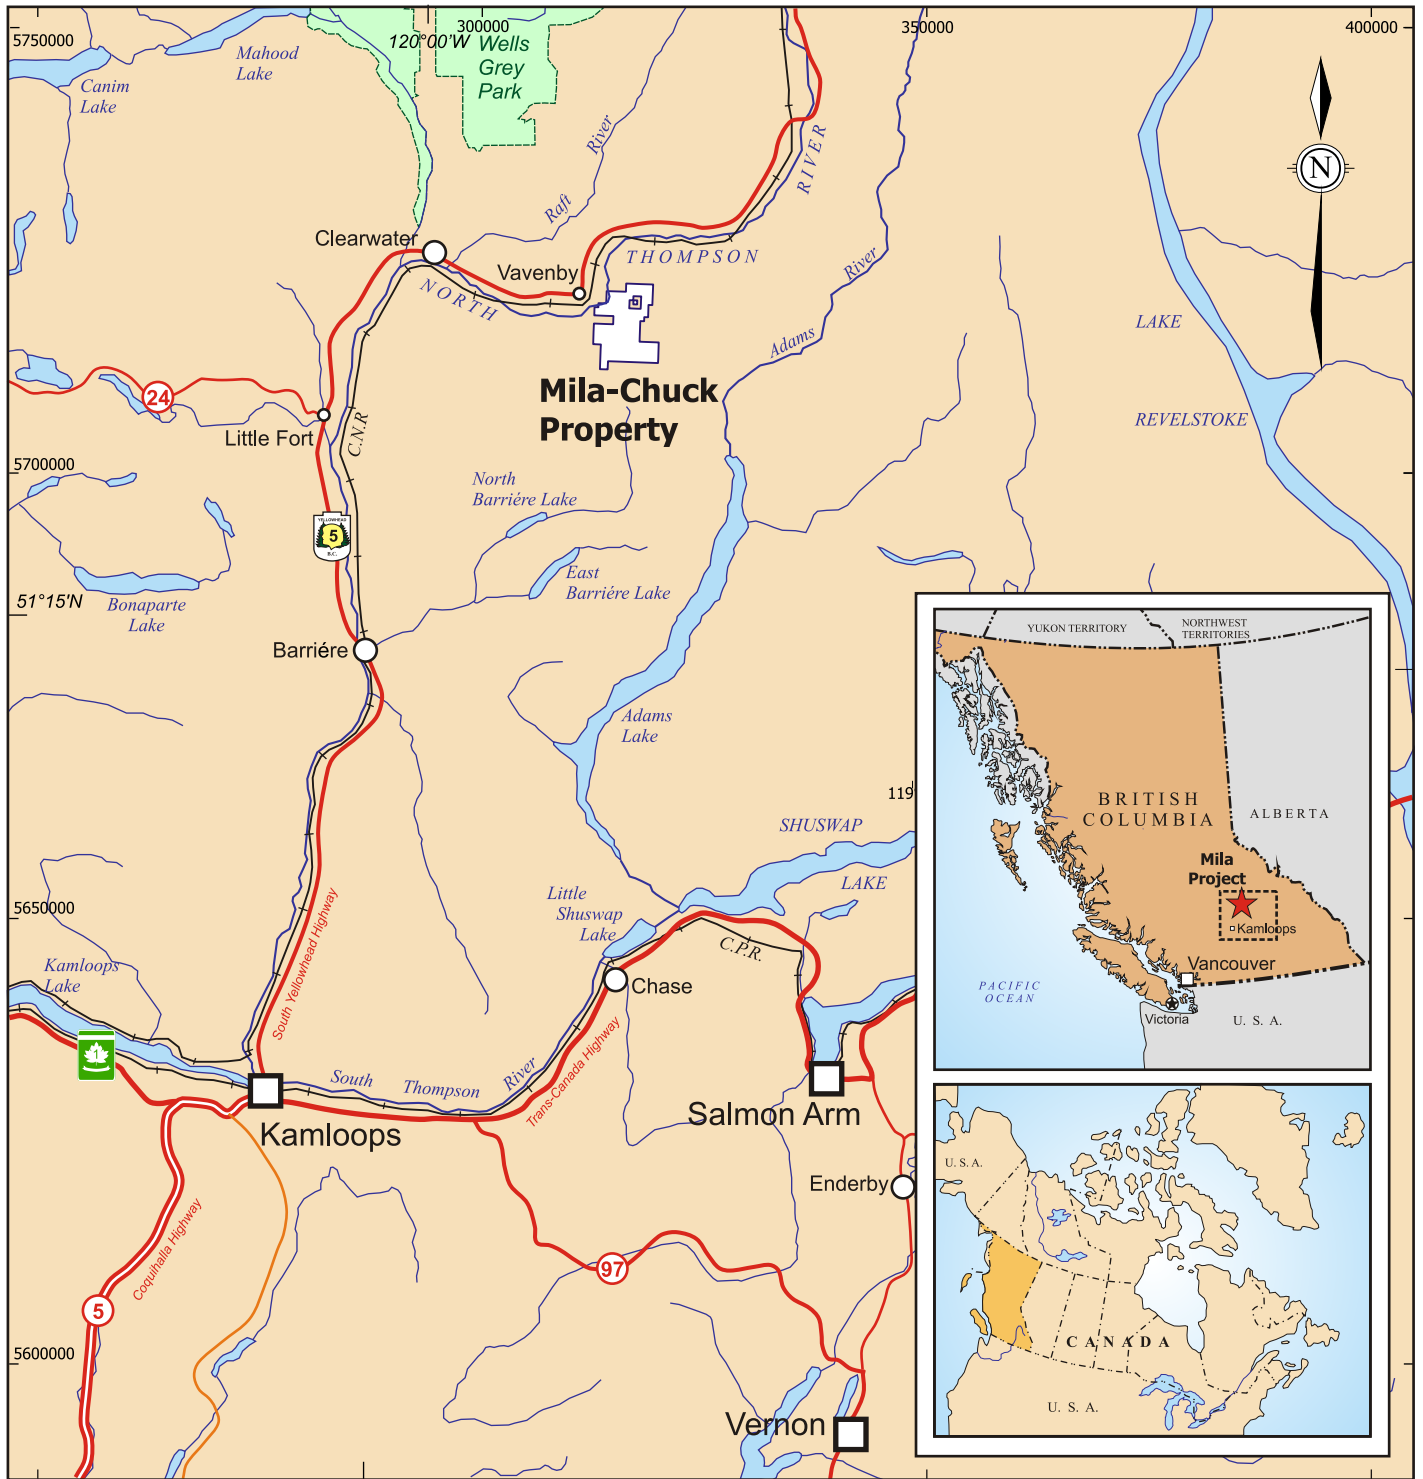 5750000
300000
350000
400000
120°00'W
Wells
Grey
Park
Mahood
Lake
Canim
Lake
River
Raft
RIVER
N
Clearwater
Vavenby
THOMPSON
NORTH
River
Adams
LAKE
REVELSTOKE
24
Little Fort
C.N.R
Mila-Chuck
Property
5700000
North
Barriére Lake
YELLOWHEAD
5
B.C.
East
Barriére Lake
51°15'N
Bonaparte
Lake
Barriére
Adams
Lake
119
SHUSWAP
LAKE
Little
Shuswap
Lake
5650000
C.P.R.
Kamloops
Lake
South Yellowhead Highway
Chase
1
South
Thompson
River
Trans-Canada Highway
Kamloops
Salmon Arm
Enderby
Coquihalla Highway
97
5
5600000
Vernon
YUKON TERRITORY
NORTHWEST
TERRITORIES
BRITISH
COLUMBIA
ALBERTA
Mila
Project
Kamloops
Vancouver
PACIFIC
OCEAN
Victoria
U. S. A.
U. S. A.
CANADA
U. S. A.